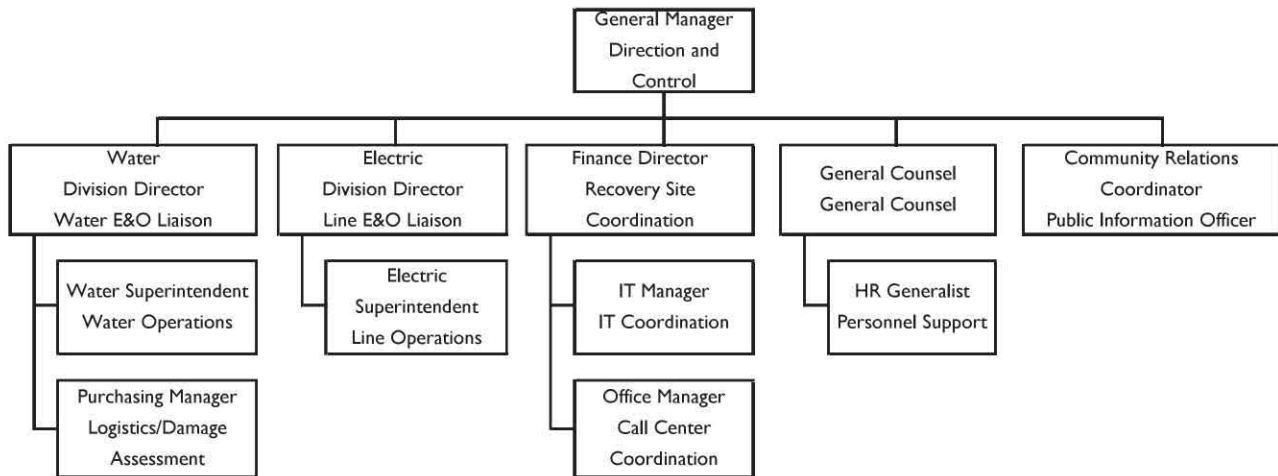 General Manager
Direction and
Control
Water
Division Director
Water E&O Liaison
Electric
Division Director
Line E&O Liaison
Finance Director
Recovery Site
Coordination
General Counsel
General Counsel
Community Relations
Coordinator
Public Information Officer
Water Superintendent
Water Operations
Electric
Superintendent
Line Operations
IT Manager
IT Coordination
HR Generalist
Personnel Support
Purchasing Manager
Logistics/Damage
Assessment
Office Manager
Call Center
Coordination